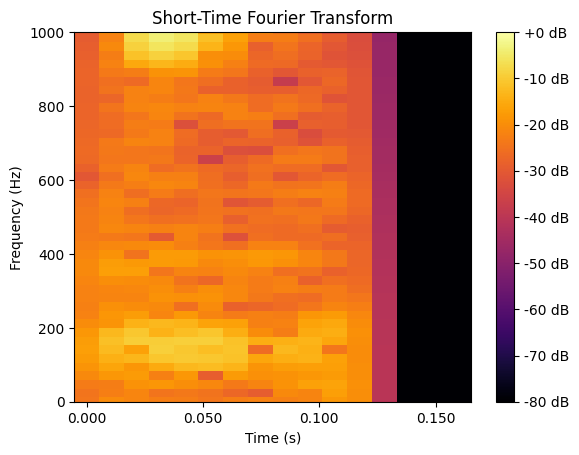 Short-Time Fourier Transform
1000
800
600
400
200
0
Frequency (Hz)
0.000
0.050
0.100
0.150
Time (s)
+0 dB
-10 dB
-20 dB
-30 dB
-40 dB
-50 dB
-60 dB
-70 dB
-80 dB